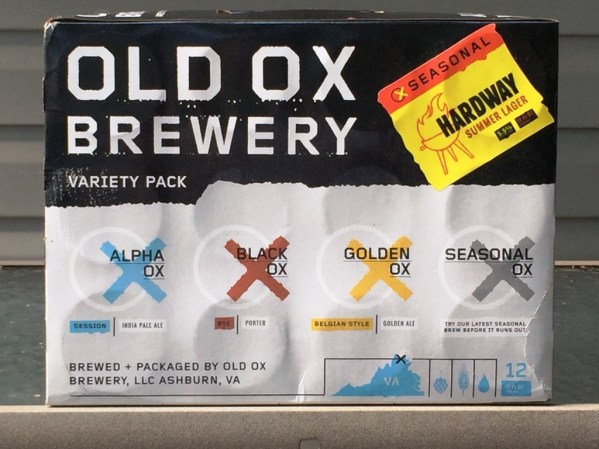 OLD OX
BREWERY
VARIETY PACK
SEASONAL
HARDWAY
SUMMER LAGER
ALPHA
OX
BLACK
OX
GOLDEN
OX
SEASONAL
OX
SESSION INDIA PALE ALE
RYE PORTER
BELGIAN STYLE GOLDEN ALE
TRY OUR LATEST SEASONAL
BREW BEFORE IT RUNS OUT
BREWED + PACKAGED BY OLD OX
BREWERY, LLC ASHBURN, VA
VA
12